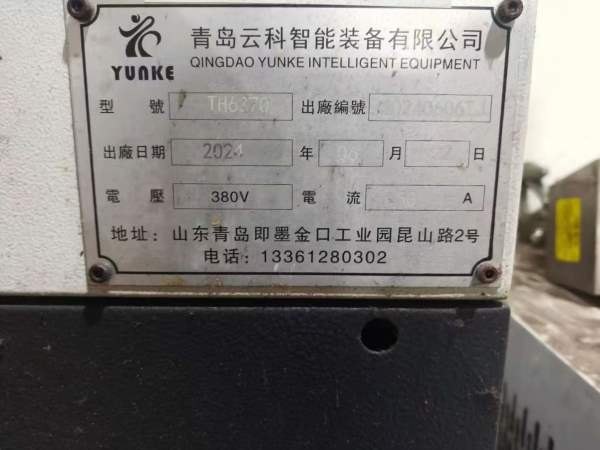 青岛云科智能装备有限公司
YUNKE
QINGDAO YUNKE INTELLIGENT EQUIPMENT
型 號 TH6370 出廠編號
出廠日期 2024 年 06 月 日
電 壓 380V 電 流 A
地址: 山东青岛即墨金口工业园昆山路2号
电话: 13361280302